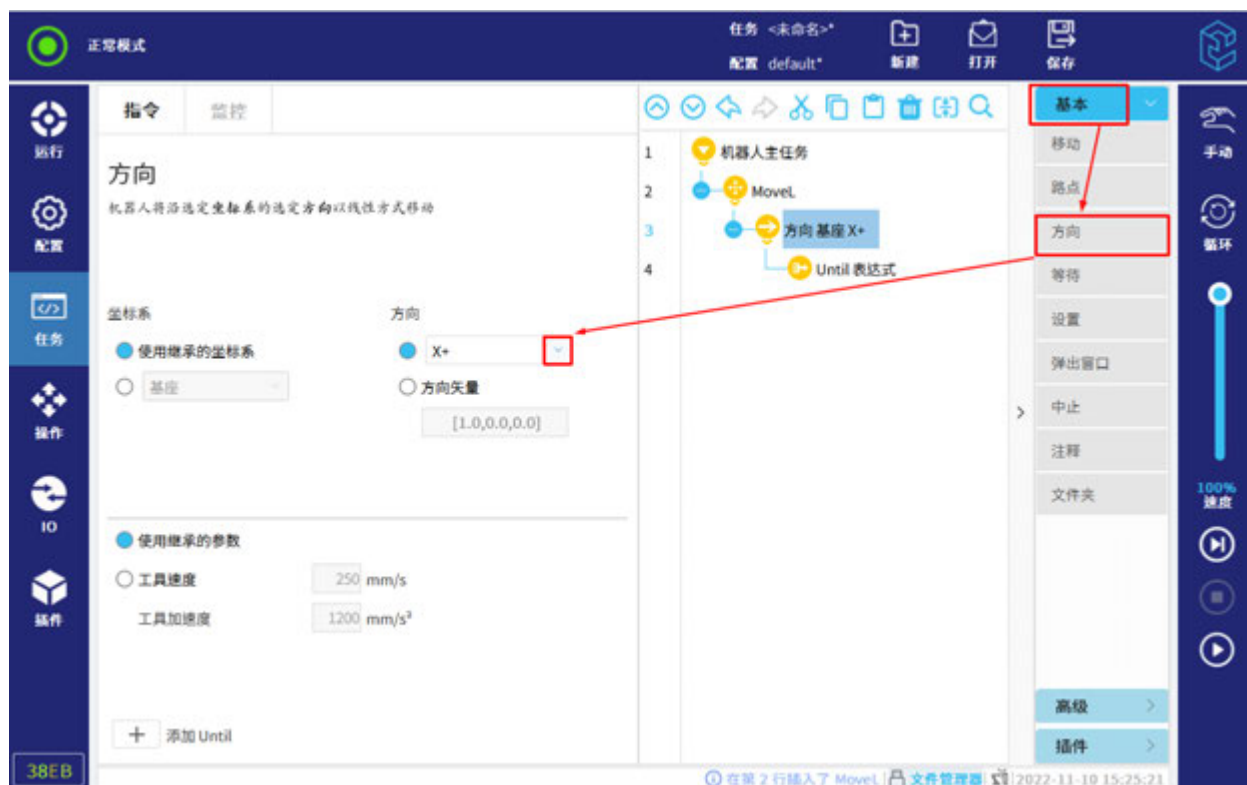 正常模式
任务 <未命名>*
配置 default*
新建
打开
保存
运行
配置
任务
操作
IO
插件
38EB
指令 监控
方向
机器人将沿选定坐标系的选定方向以线性方式移动
坐标系 方向
使用继承的坐标系 X+
基座 方向矢量
[1.0,0.0,0.0]
使用继承的参数
工具速度 250 mm/s
工具加速度 1200 mm/s²
添加 Until
1 机器人主任务
2 MoveL
3 方向 基座 X+
4 Until 表达式
基本
移动
路点
方向
等待
设置
弹出窗口
中止
注释
文件夹
高级
插件
手动
循环
100%
速度
在第 2 行插入了 MoveL 文件管理器 2022-11-10 15:25:21